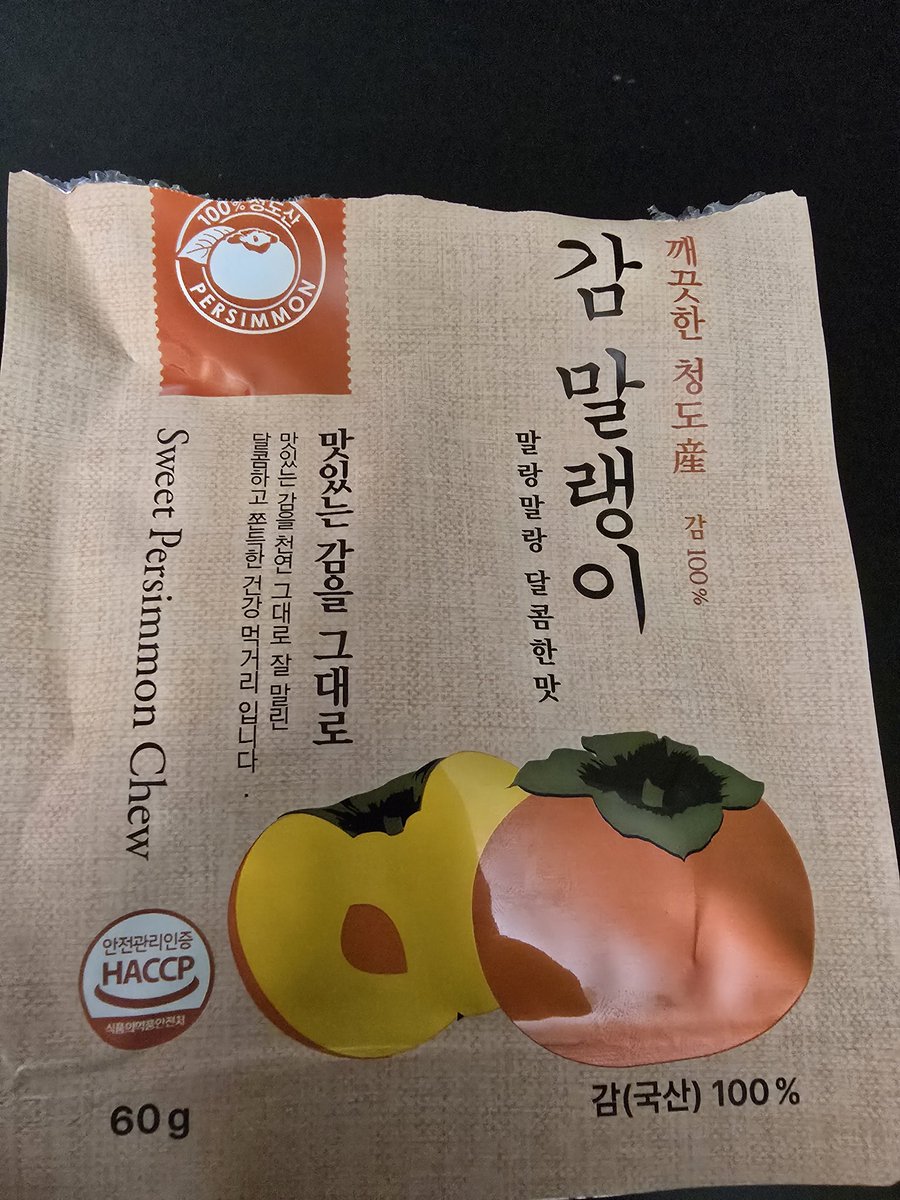 깨끗한 청도産 감 100%
감 말랭이
말랑말랑 달콤한 맛
100% 청도산
PERSIMMON
맛있는 감을 그대로
맛있는 감을 천연 그대로 잘 말린
달콤하고 쫀득한 건강 먹거리 입니다.
Sweet Persimmon Chew
안전관리인증
HACCP
식품의약품안전처
60g
감(국산) 100%